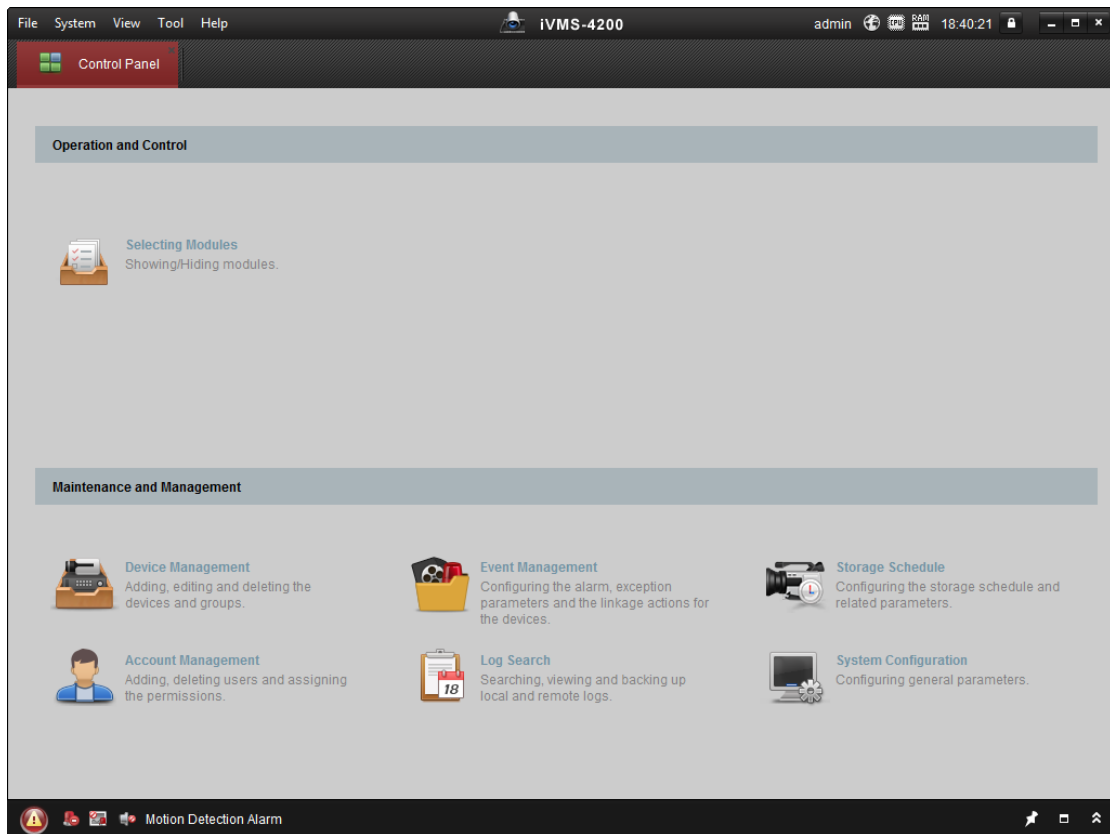 File System View Tool Help iVMS-4200 admin CPU RAM 18:40:21
Control Panel
Operation and Control
Selecting Modules
Showing/Hiding modules.
Maintenance and Management
Device Management
Adding, editing and deleting the
devices and groups.
Event Management
Configuring the alarm, exception
parameters and the linkage actions for
the devices.
Storage Schedule
Configuring the storage schedule and
related parameters.
Account Management
Adding, deleting users and assigning
the permissions.
18
Log Search
Searching, viewing and backing up
local and remote logs.
System Configuration
Configuring general parameters.
Motion Detection Alarm